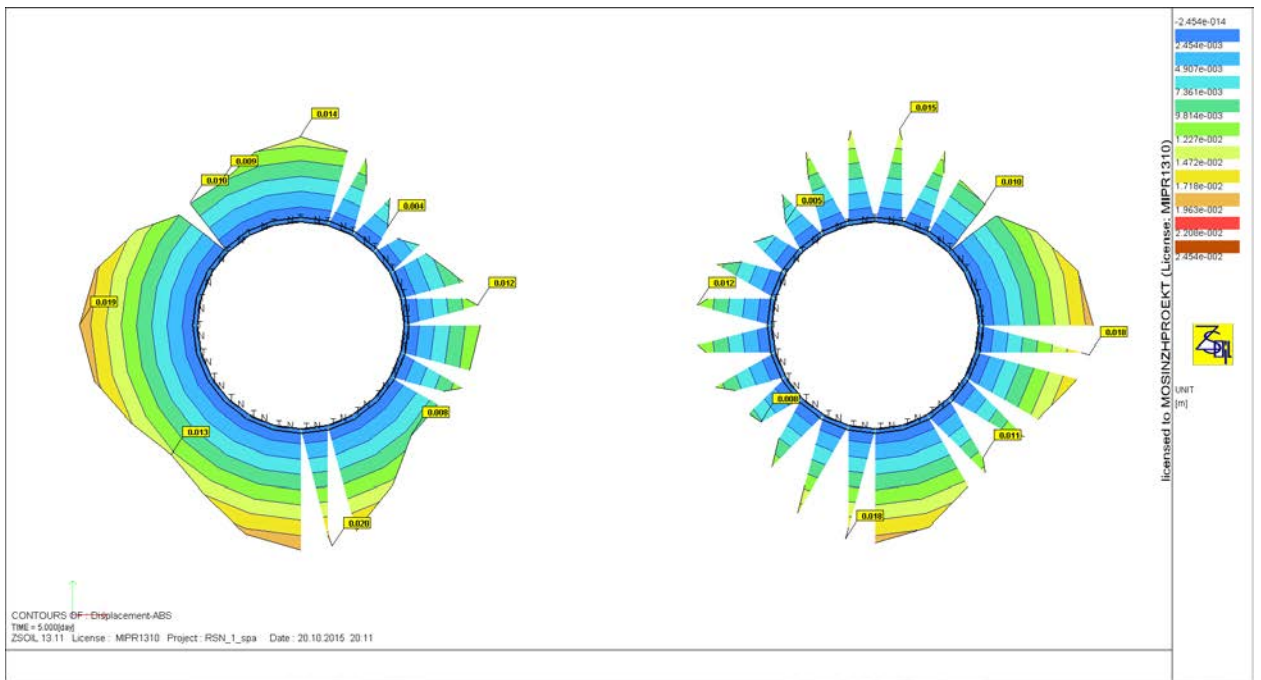 -2.454e-014
2.454e-003
4.907e-003
7.361e-003
9.814e-003
1.227e-002
1.472e-002
1.718e-002
1.963e-002
2.208e-002
2.454e-002
0.014
0.009
0.010
0.004
0.012
0.019
0.008
0.013
0.020
0.015
0.010
0.005
0.012
0.018
0.008
0.011
0.018
licensed to MOSINZHPROEKT (License: MIPR1310)
UNIT
[m]
CONTOURS OF : Displacement-ABS
TIME = 5.000[day]
ZSOIL 13.11 License : MIPR1310 Project : RSN_1_spa Date : 20.10.2015 20:11